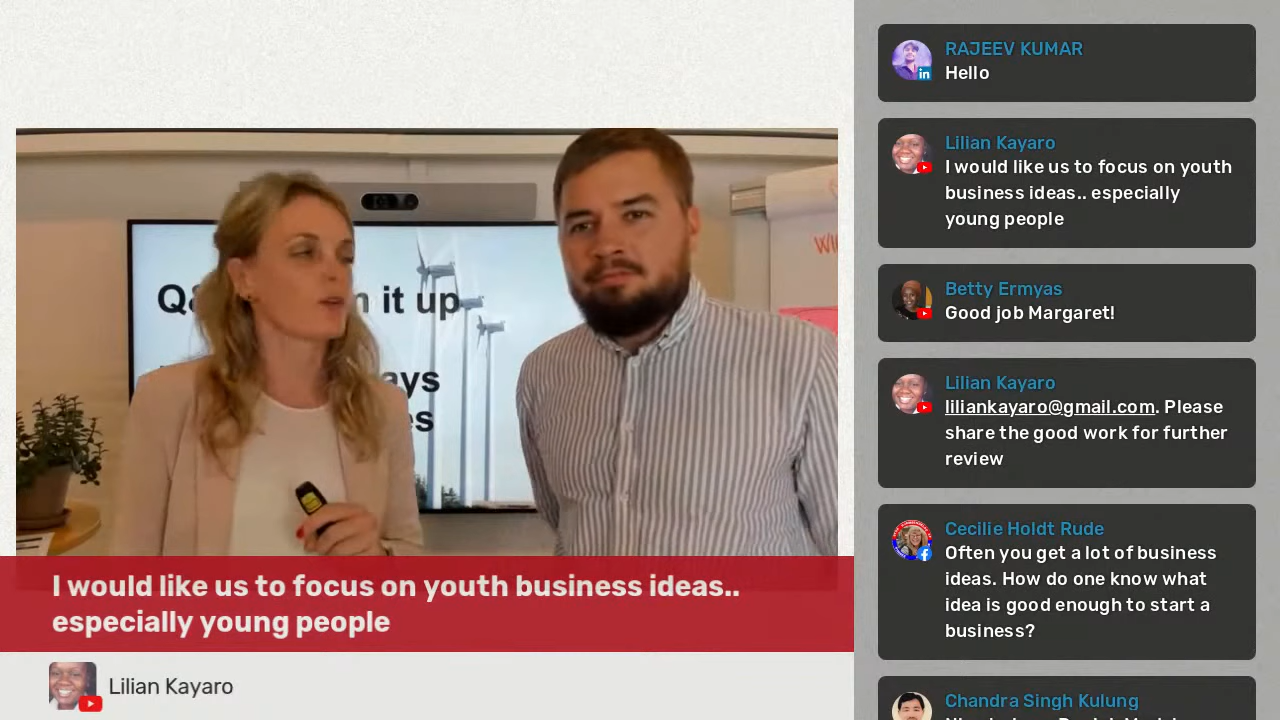 Q
n it up
ays
es
WI
I would like us to focus on youth business ideas..
especially young people
Lilian Kayaro
RAJEEV KUMAR
Hello
Lilian Kayaro
I would like us to focus on youth
business ideas.. especially
young people
Betty Ermyas
Good job Margaret!
Lilian Kayaro
liliankayaro@gmail.com. Please
share the good work for further
review
Cecilie Holdt Rude
Often you get a lot of business
ideas. How do one know what
idea is good enough to start a
business?
Chandra Singh Kulung